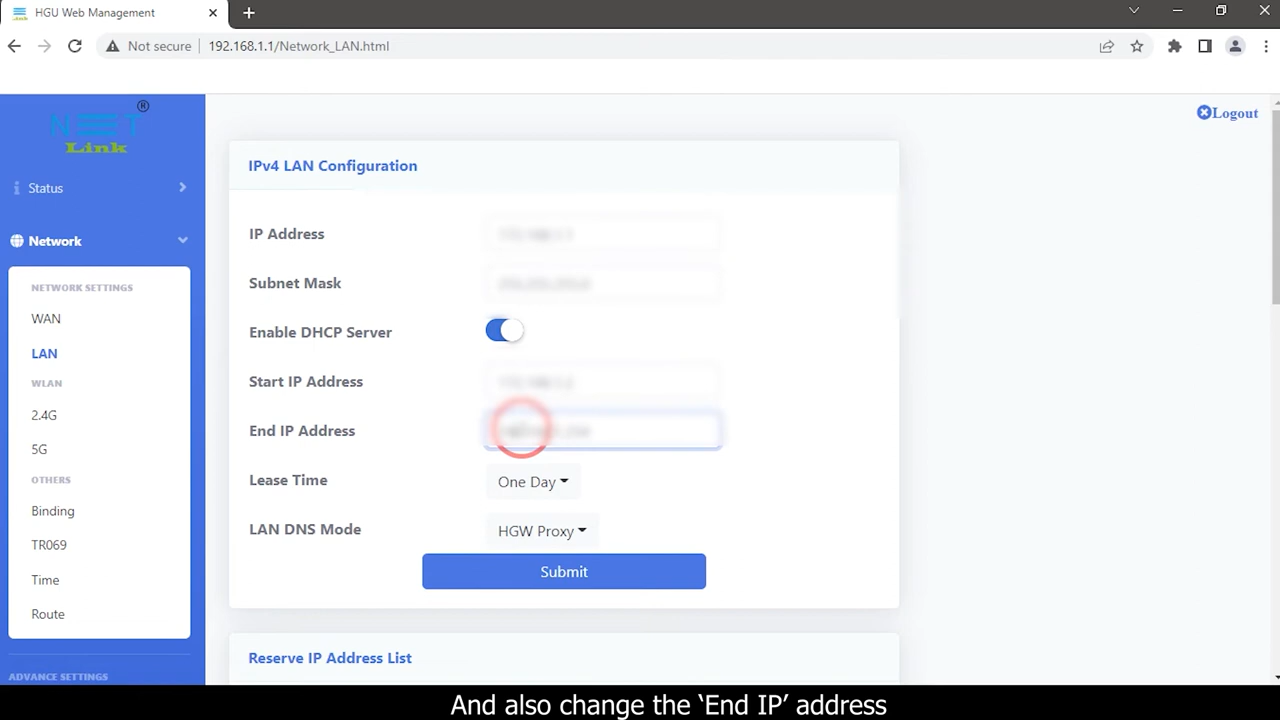 HGU Web Management
Not secure
192.168.1.1/Network_LAN.html
NEET
Link
®
Logout
Status
Network
NETWORK SETTINGS
WAN
LAN
WLAN
2.4G
5G
OTHERS
Binding
TR069
Time
Route
ADVANCE SETTINGS
IPv4 LAN Configuration
IP Address
Subnet Mask
Enable DHCP Server
Start IP Address
End IP Address
Lease Time One Day
LAN DNS Mode HGW Proxy
Submit
Reserve IP Address List
And also change the ‘End IP’ address